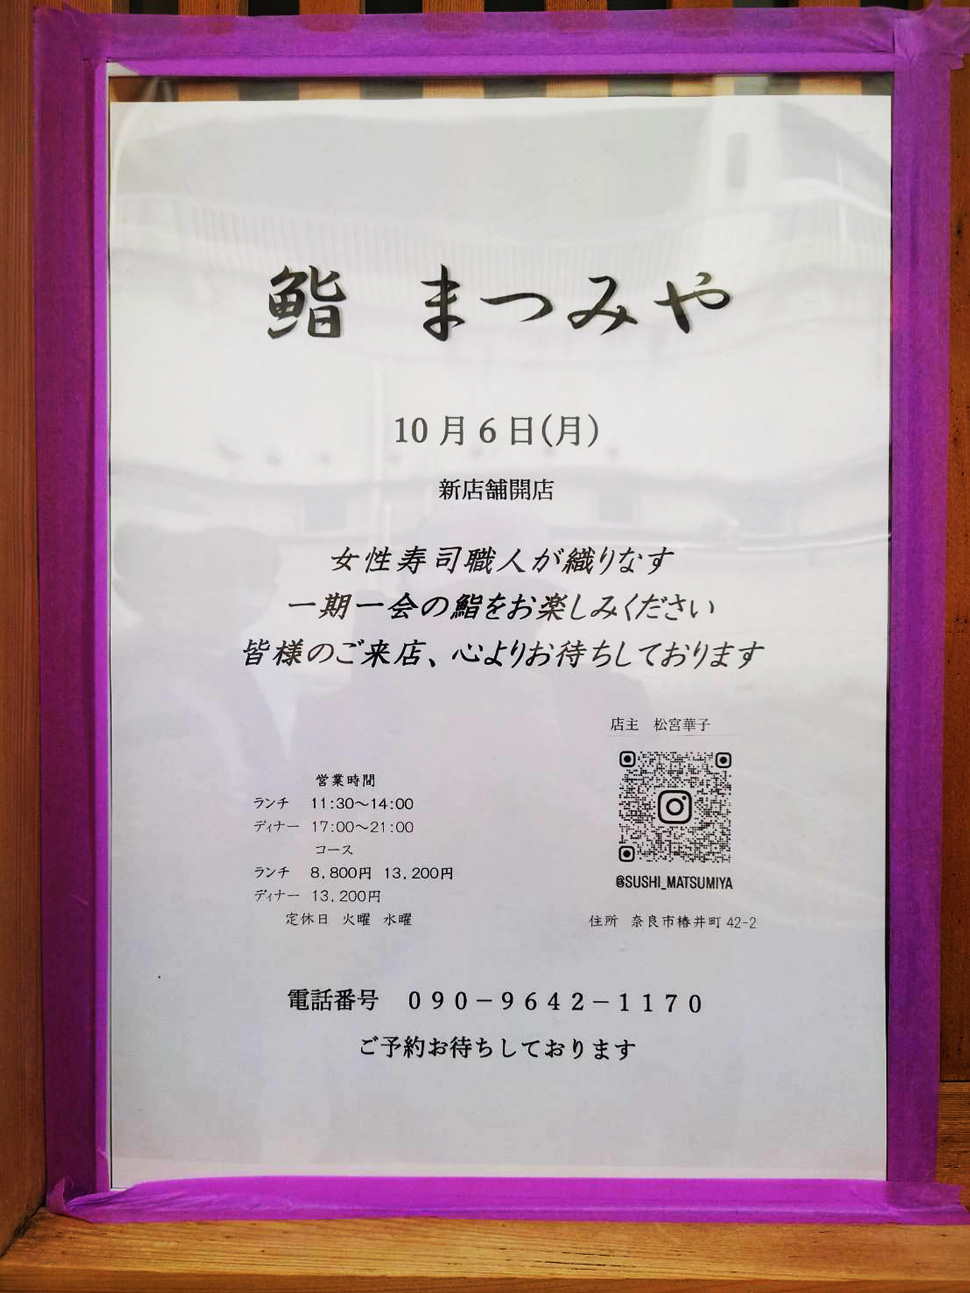 鮨 まつみや
10月6日(月)
新店舗開店
女性寿司職人が織りなす
一期一会の鮨をお楽しみください
皆様のご来店、心よりお待ちしております
店主 松宮華子
@SUSHI_MATSUMIYA
住所 奈良市椿井町42-2
営業時間
ランチ 11:30～14:00
ディナー 17:00～21:00
コース
ランチ 8,800円 13,200円
ディナー 13,200円
定休日 火曜 水曜
電話番号 090-9642-1170
ご予約お待ちしております